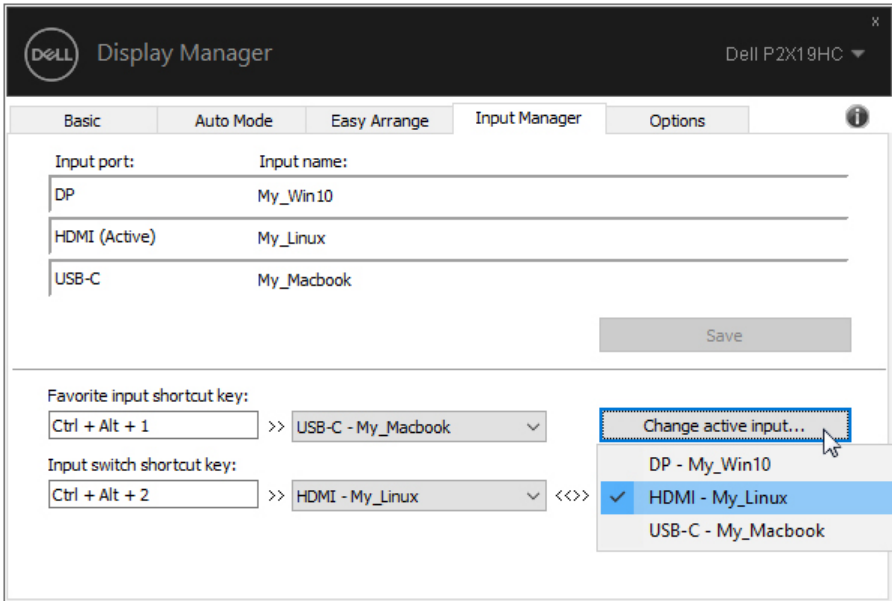 x
DELL Display Manager Dell P2X19HC
Basic Auto Mode Easy Arrange Input Manager Options
Input port: Input name:
DP My_Win10
HDMI (Active) My_Linux
USB-C My_Macbook
Save
Favorite input shortcut key:
Ctrl + Alt + 1 >> USB-C - My_Macbook Change active input...
Input switch shortcut key:
DP - My_Win10
Ctrl + Alt + 2 >> HDMI - My_Linux <<>> HDMI - My_Linux
USB-C - My_Macbook